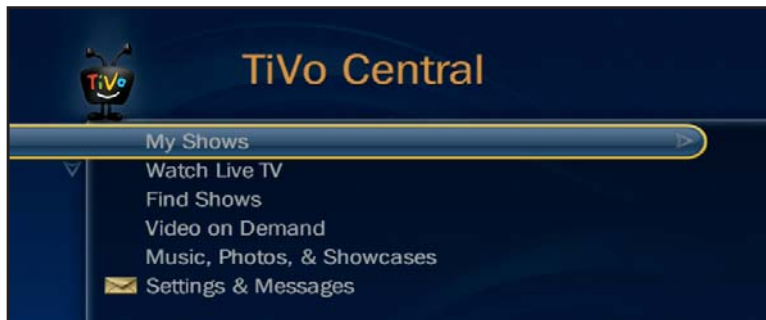 TiVo
TiVo Central
My Shows
Watch Live TV
Find Shows
Video on Demand
Music, Photos, & Showcases
Settings & Messages